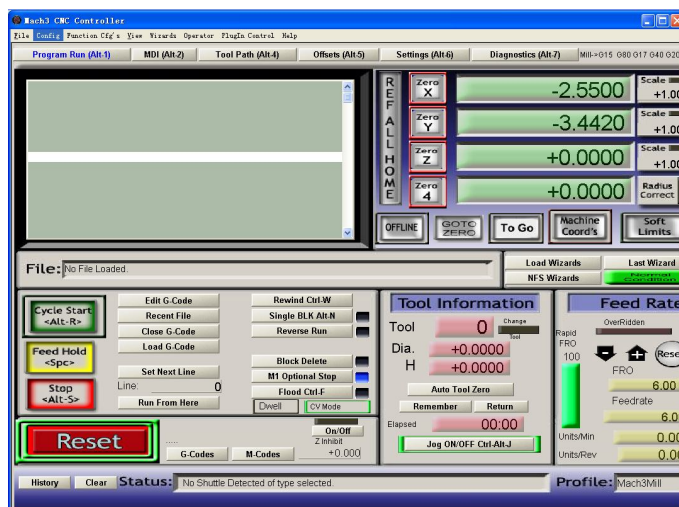 Mach3 CNC Controller
File Config Function Cfg's View Wizards Operator PlugIn Control Help
Program Run (Alt-1) MDI (Alt-2) Tool Path (Alt-4) Offsets (Alt-5) Settings (Alt-6) Diagnostics (Alt-7) Mill->G15 G80 G17 G40 G20
REF ALL HOME
Zero X -2.5500 Scale +1.00
Zero Y -3.4420 Scale +1.00
Zero Z +0.0000 Scale +1.00
Zero 4 +0.0000 Radius Correct
OFFLINE GOTO ZERO To Go Machine Coord's Soft Limits
File: No File Loaded.
Load Wizards Last Wizard
NFS Wizards Normal Condition
Cycle Start <Alt-R>
Feed Hold <Spc>
Stop <Alt-S>
Edit G-Code
Recent File
Close G-Code
Load G-Code
Set Next Line
Line: 0
Run From Here
Rewind Ctrl-W
Single BLK Alt-N
Reverse Run
Block Delete
M1 Optional Stop
Flood Ctrl-F
Dwell CV Mode
Reset
.....
G-Codes M-Codes
On/Off
Z Inhibit
+0.000
Tool Information
Tool 0 Change Tool
Dia. +0.0000
H +0.0000
Auto Tool Zero
Remember Return
Elapsed 00:00
Jog ON/OFF Ctrl-Alt-J
Feed Rate
OverRidden
Rapid FRO 100
Rese
FRO
6.00
Feedrate
6.0
Units/Min 0.00
Units/Rev 0.00
History Clear Status: No Shuttle Detected of type selected. Profile: Mach3Mill